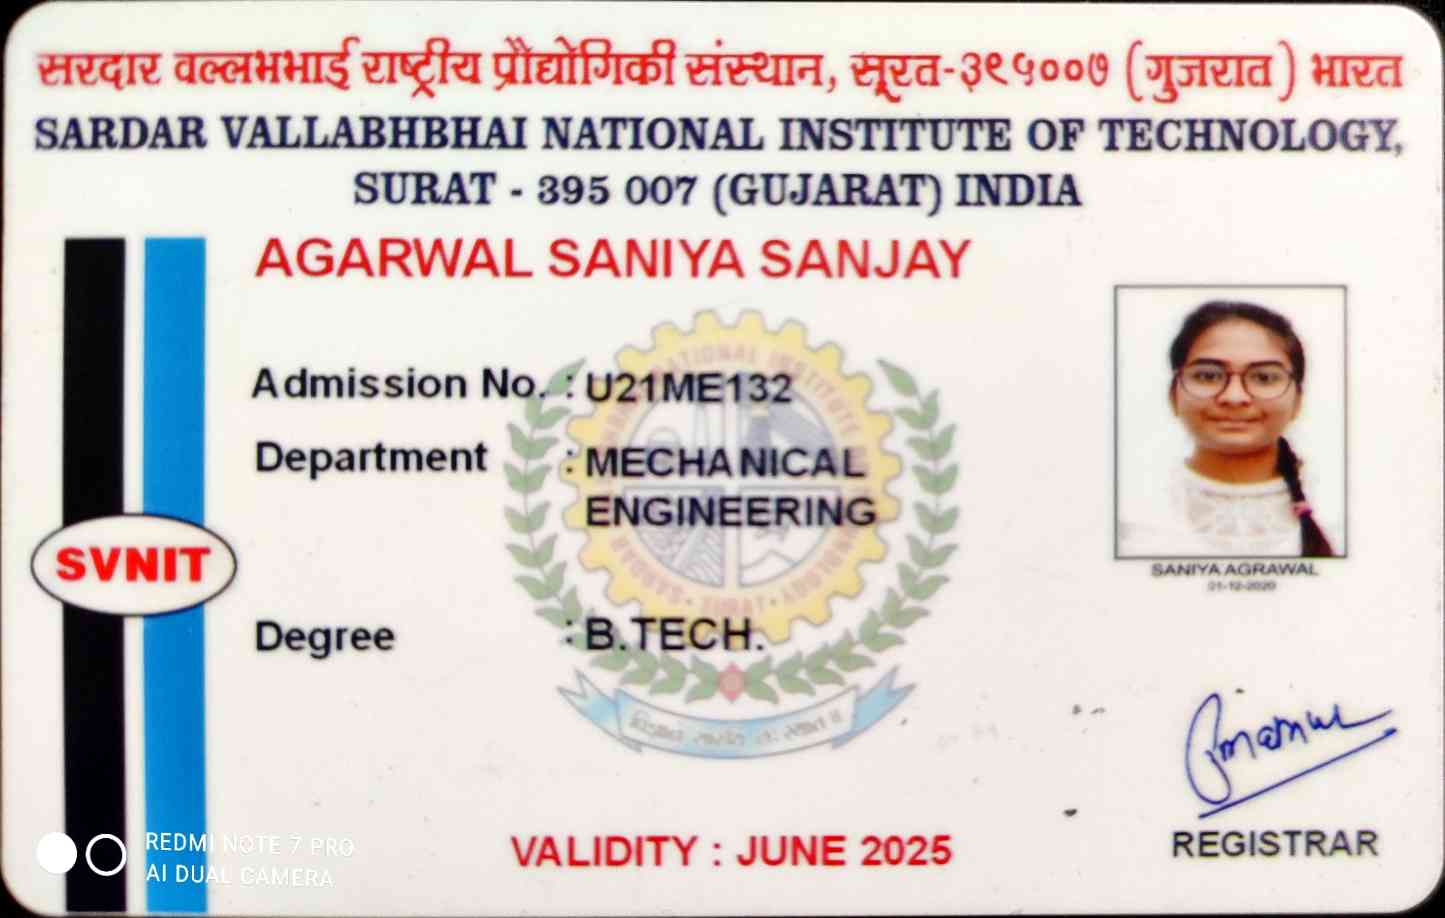 सरदार वल्लभभाई राष्ट्रीय प्रौद्योगिकी संस्थान, सूरत-३९५००७ (गुजरात) भारत
SARDAR VALLABHBHAI NATIONAL INSTITUTE OF TECHNOLOGY,
SURAT - 395 007 (GUJARAT) INDIA
AGARWAL SANIYA SANJAY
Admission No. : U21ME132
Department : MECHANICAL
ENGINEERING
SVNIT
Degree : B.TECH.
SANIYA AGRAWAL
01-12-2020
REGISTRAR
VALIDITY : JUNE 2025
REDMI NOTE 7 PRO
AI DUAL CAMERA